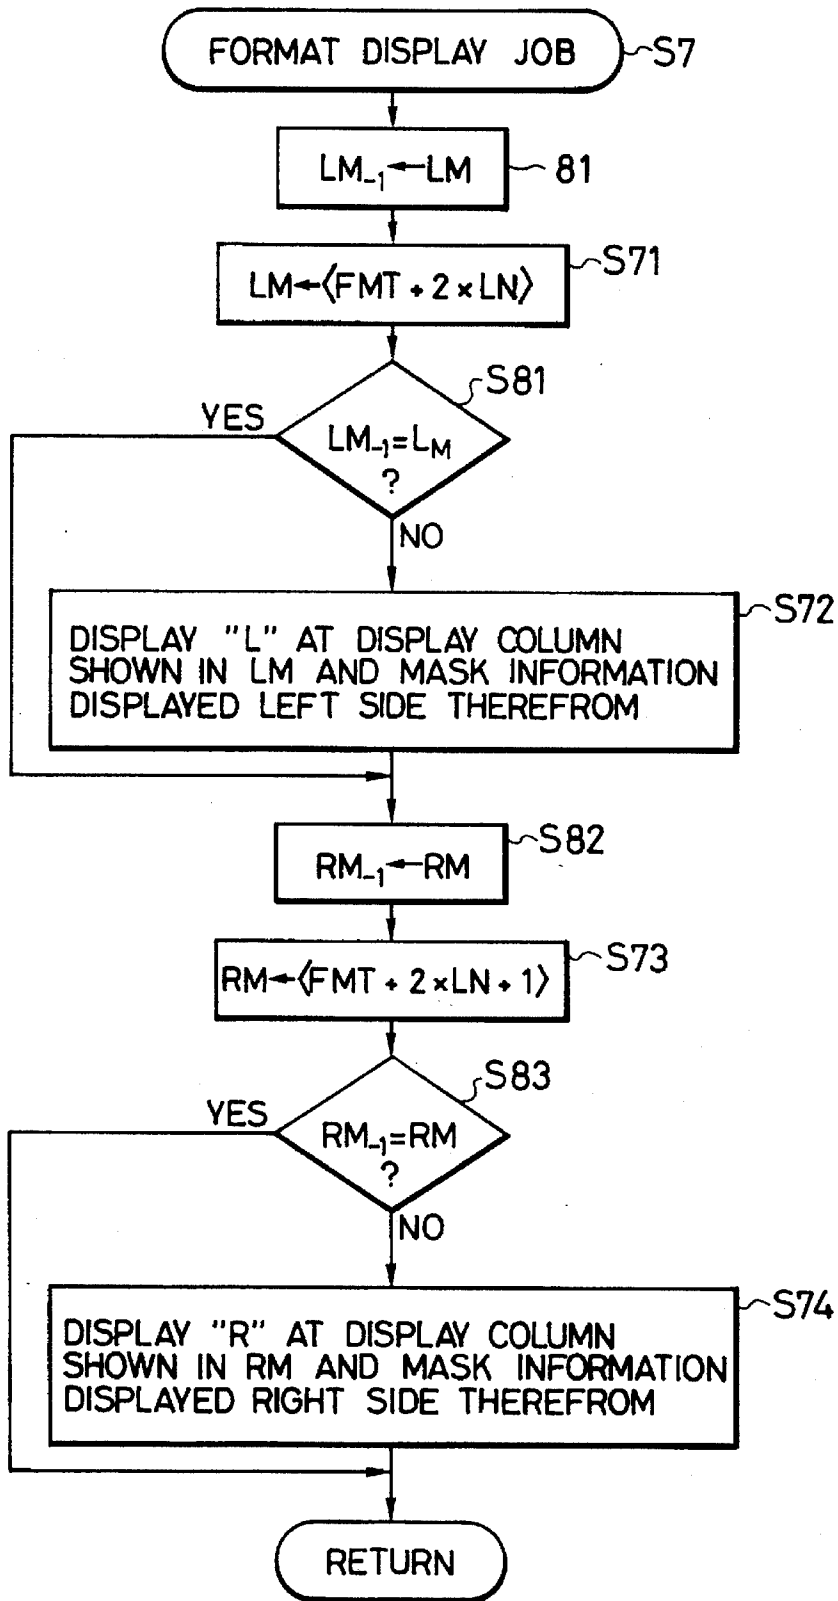 FORMAT DISPLAY JOB S7
LM₋₁←LM 81
LM←⟨FMT + 2 × LN⟩ S71
S81
YES
LM₋₁=L_M
?
NO
S72
DISPLAY "L" AT DISPLAY COLUMN
SHOWN IN LM AND MASK INFORMATION
DISPLAYED LEFT SIDE THEREFROM
RM₋₁←RM S82
RM←⟨FMT + 2 × LN + 1⟩ S73
S83
YES
RM₋₁=RM
?
NO
S74
DISPLAY "R" AT DISPLAY COLUMN
SHOWN IN RM AND MASK INFORMATION
DISPLAYED RIGHT SIDE THEREFROM
RETURN